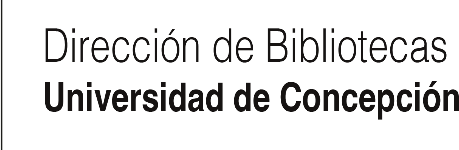 Dirección de Bibliotecas
Universidad de Concepción